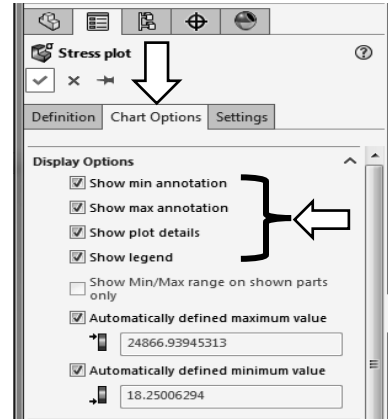 Stress plot
Definition Chart Options Settings
Display Options
Show min annotation
Show max annotation
Show plot details
Show legend
Show Min/Max range on shown parts
only
Automatically defined maximum value
24866.93945313
Automatically defined minimum value
18.25006294